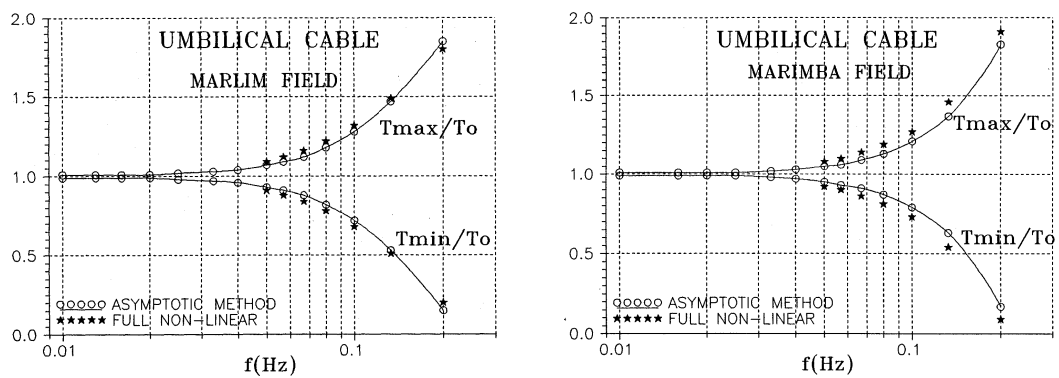 2.0
UMBILICAL CABLE
MARLIM FIELD
1.5
Tmax/To
1.0
Tmin/To
0.5
ASYMPTOTIC METHOD
FULL NON-LINEAR
0.0
0.01
0.1
f(Hz)
2.0
UMBILICAL CABLE
MARIMBA FIELD
1.5
Tmax/To
1.0
Tmin/To
0.5
ASYMPTOTIC METHOD
FULL NON-LINEAR
0.0
0.01
0.1
f(Hz)